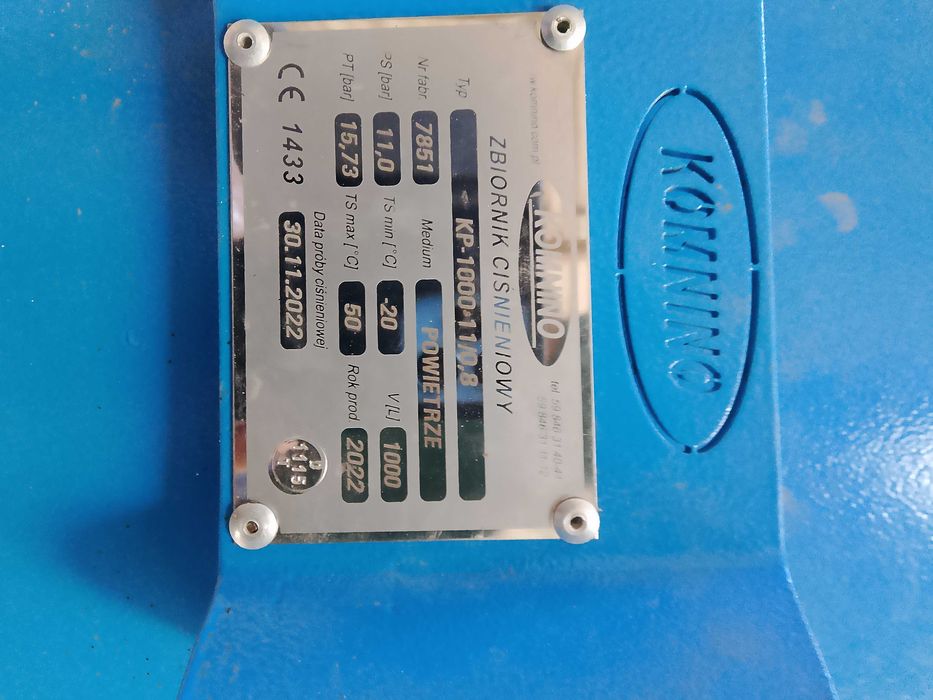 KOMNINO
KOMNINO
ZBIORNIK CIŚNIENIOWY
Typ KP-1000-11/0,8
Nr fabr. 7851 Medium POWIETRZE
PS [bar] 11,0 TS min [°C] -20 V [L] 1000
PT [bar] 15,73 TS max [°C] 50 Rok prod 2022
Data próby ciśnieniowej
CE 1433 30.11.2022
1115